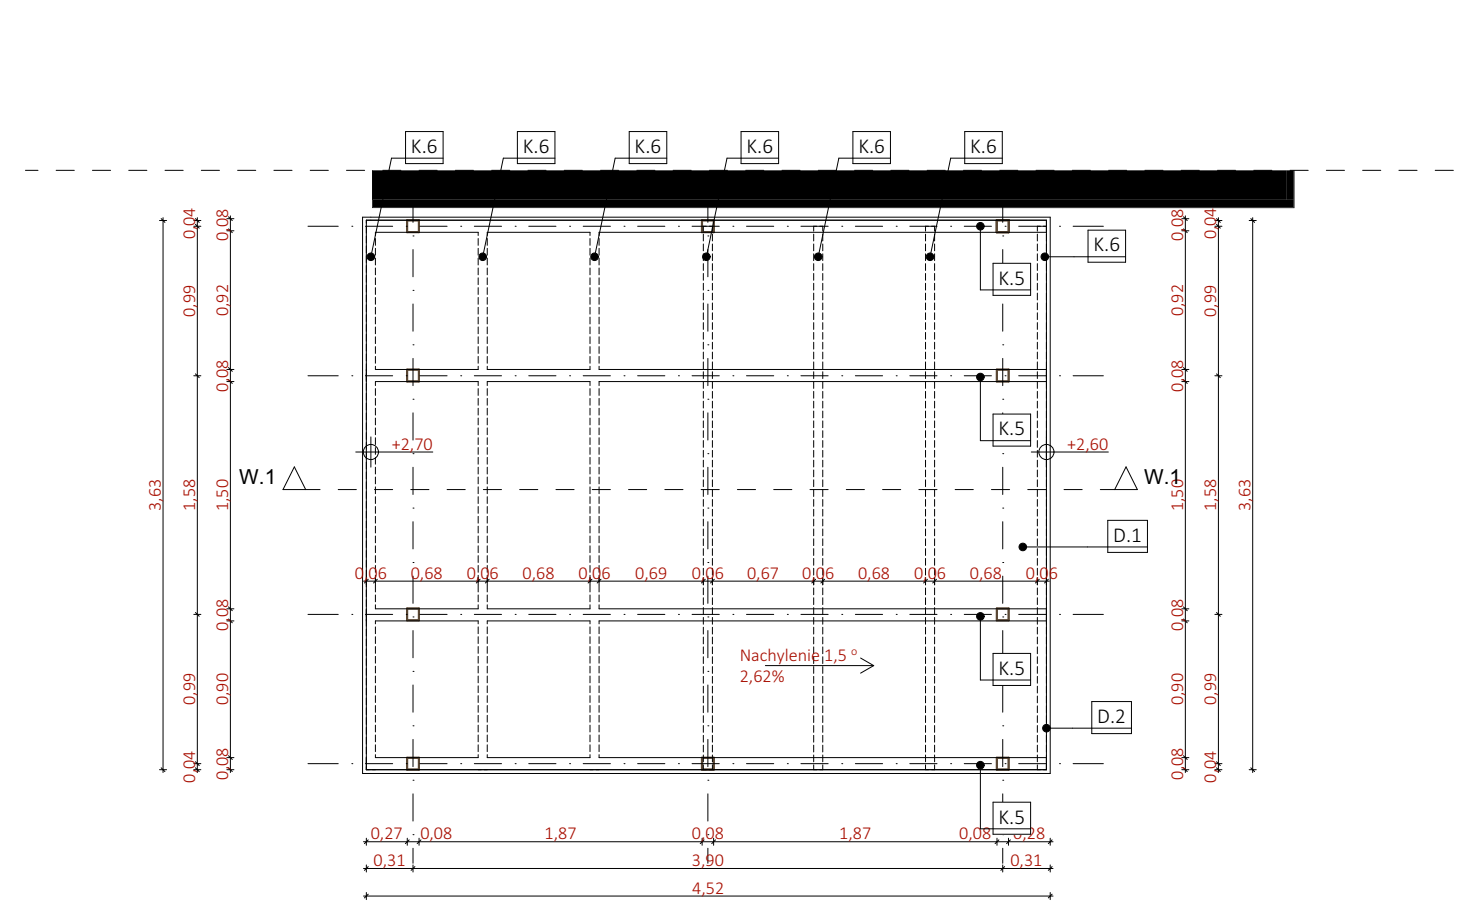 K.6 K.6 K.6 K.6 K.6 K.6
K.6
K.5
K.5
+2,70
+2,60
W.1
W.1
D.1
0,06 0,68 0,06 0,68 0,06 0,69 0,06 0,67 0,06 0,68 0,06 0,68 0,06
Nachylenie 1,5 °
2,62%
K.5
D.2
K.5
3,63
0,04 0,99 1,58 0,99 0,04
0,08 0,92 0,08 1,50 0,08 0,90 0,08
0,08 0,92 0,08 1,50 0,08 0,90 0,08
0,04 0,99 1,58 0,99 0,04
3,63
0,27 0,08 1,87 0,08 1,87 0,08 0,28
0,31 3,90 0,31
4,52